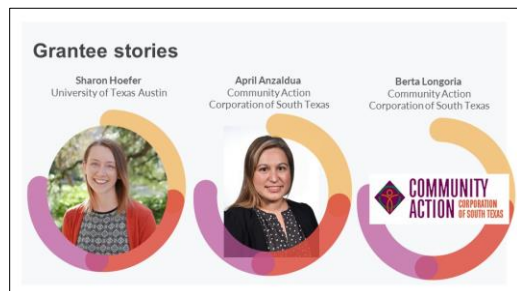 Grantee stories
Sharon Hoefer
University of Texas Austin
April Anzaldua
Community Action
Corporation of South Texas
Berta Longoria
Community Action
Corporation of South Texas
COMMUNITY
ACTION CORPORATION
OF SOUTH TEXAS